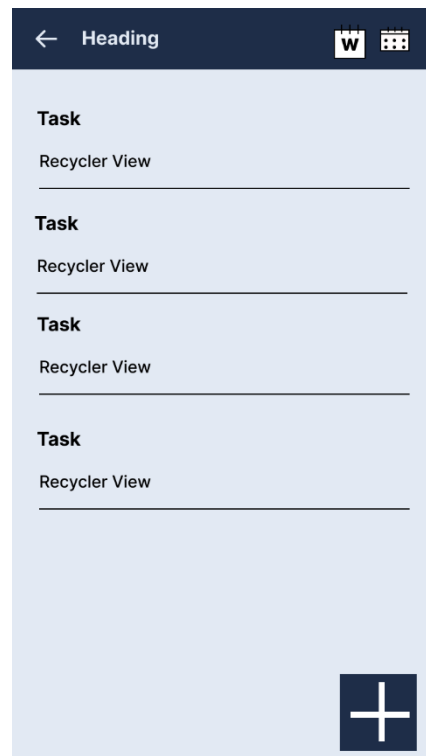 Heading
W
Task
Recycler View
Task
Recycler View
Task
Recycler View
Task
Recycler View